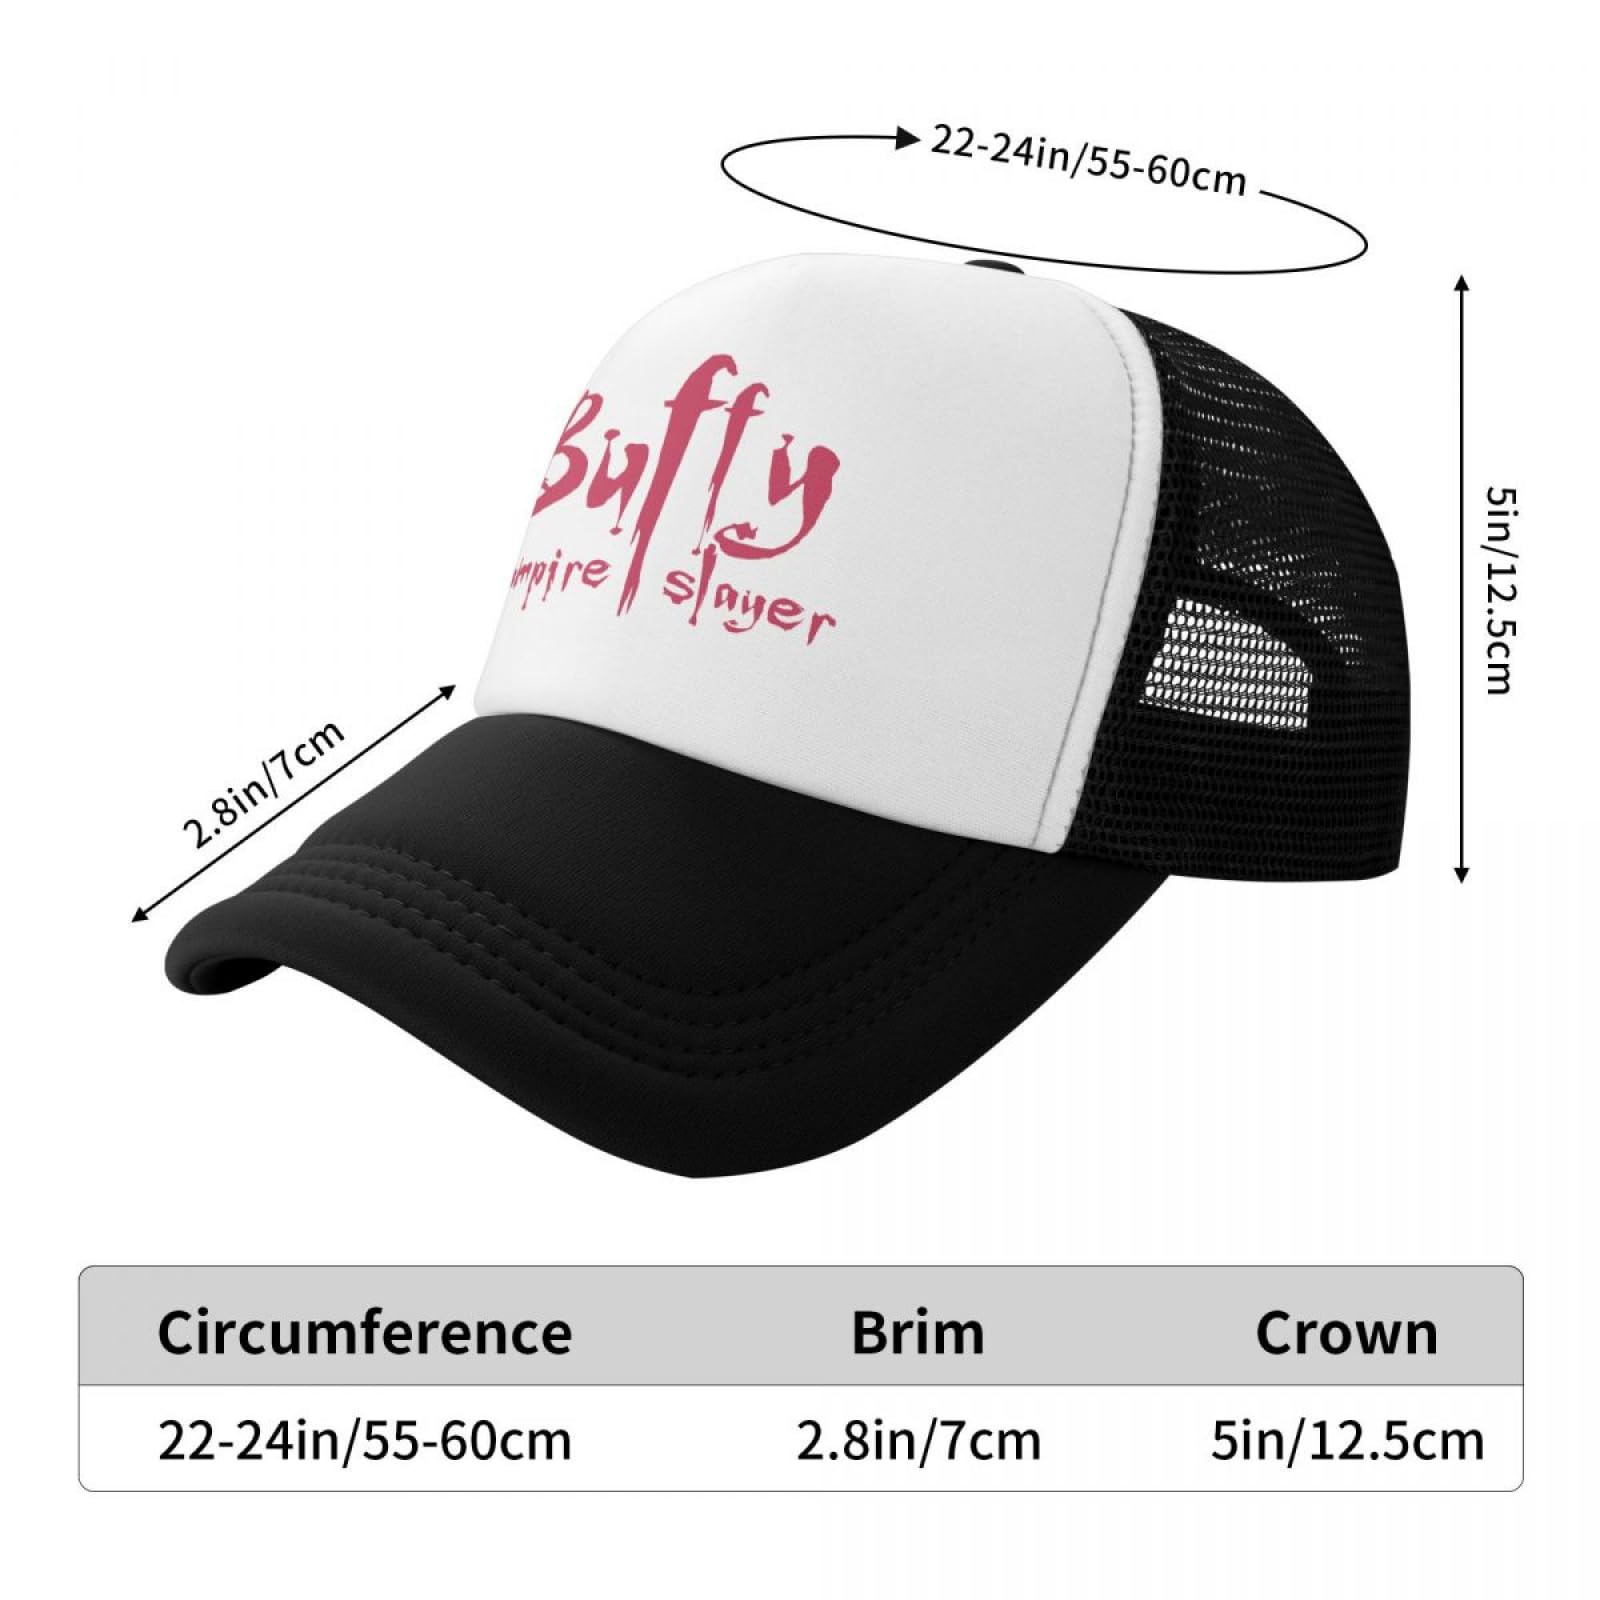 22-24in/55-60cm
Buffy
slayer
5in/12.5cm
2.8in/7cm
Circumference Brim Crown
22-24in/55-60cm 2.8in/7cm 5in/12.5cm